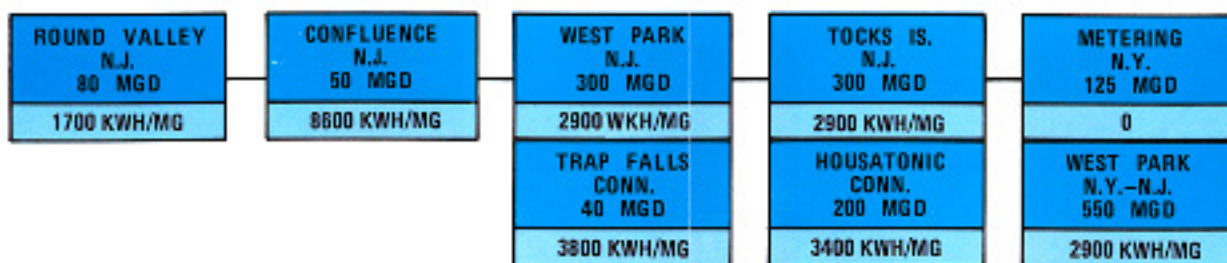 ROUND VALLEY
N.J.
80 MGD
1700 KWH/MG
CONFLUENCE
N.J.
50 MGD
8600 KWH/MG
WEST PARK
N.J.
300 MGD
2900 WKH/MG
TRAP FALLS
CONN.
40 MGD
3800 KWH/MG
TOCKS IS.
N.J.
300 MGD
2900 KWH/MG
HOUSATONIC
CONN.
200 MGD
3400 KWH/MG
METERING
N.Y.
125 MGD
0
WEST PARK
N.Y.-N.J.
550 MGD
2900 KWH/MG